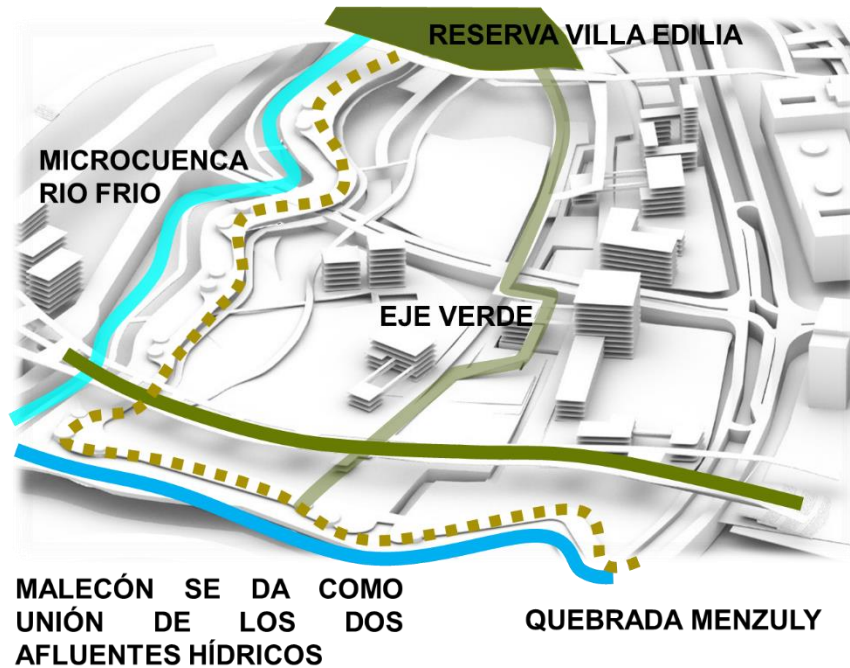 RESERVA VILLA EDILIA
MICROCUENCA
RIO FRIO
EJE VERDE
MALECÓN SE DA COMO
UNIÓN DE LOS DOS
AFLUENTES HÍDRICOS
QUEBRADA MENZULY